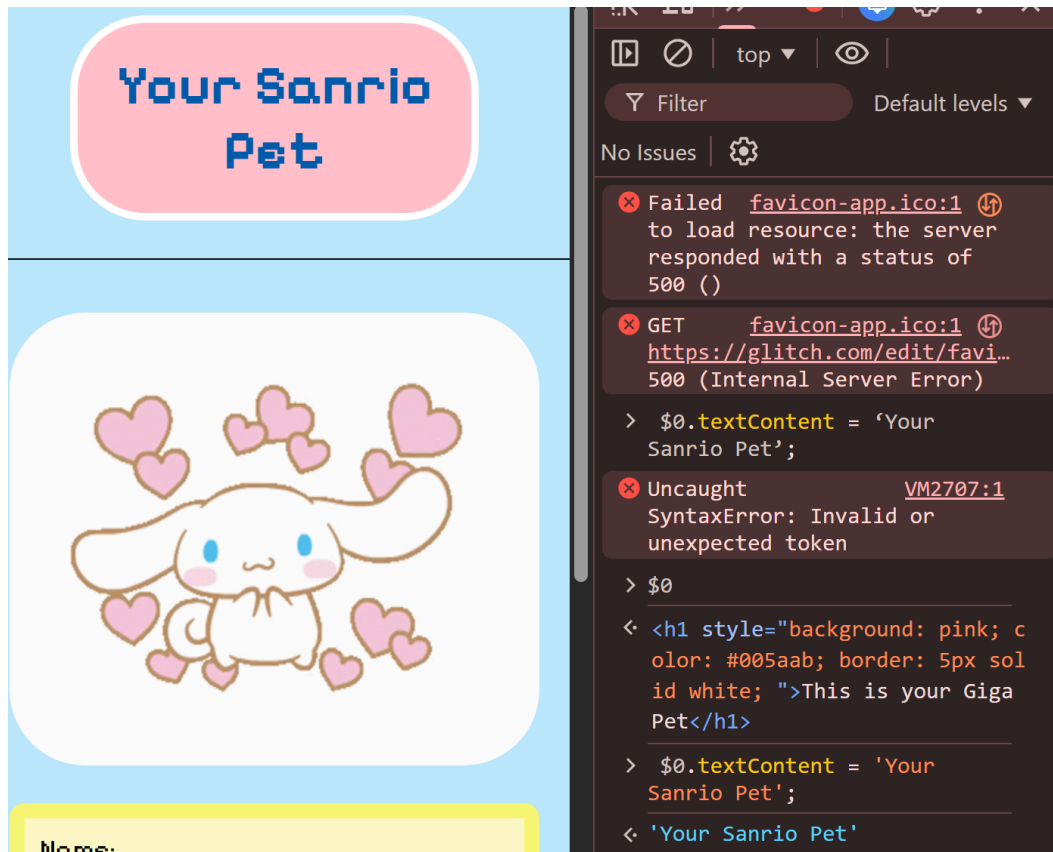 Your Sanrio
Pet
top
Filter
Default levels
No Issues
Failed favicon-app.ico:1
to load resource: the server
responded with a status of
500 ()
GET favicon-app.ico:1
https://glitch.com/edit/favi…
500 (Internal Server Error)
$0.textContent = ‘Your
Sanrio Pet’;
Uncaught VM2707:1
SyntaxError: Invalid or
unexpected token
$0
<h1 style="background: pink; c
olor: #005aab; border: 5px sol
id white; ">This is your Giga
Pet</h1>
$0.textContent = 'Your
Sanrio Pet';
'Your Sanrio Pet'
Name: